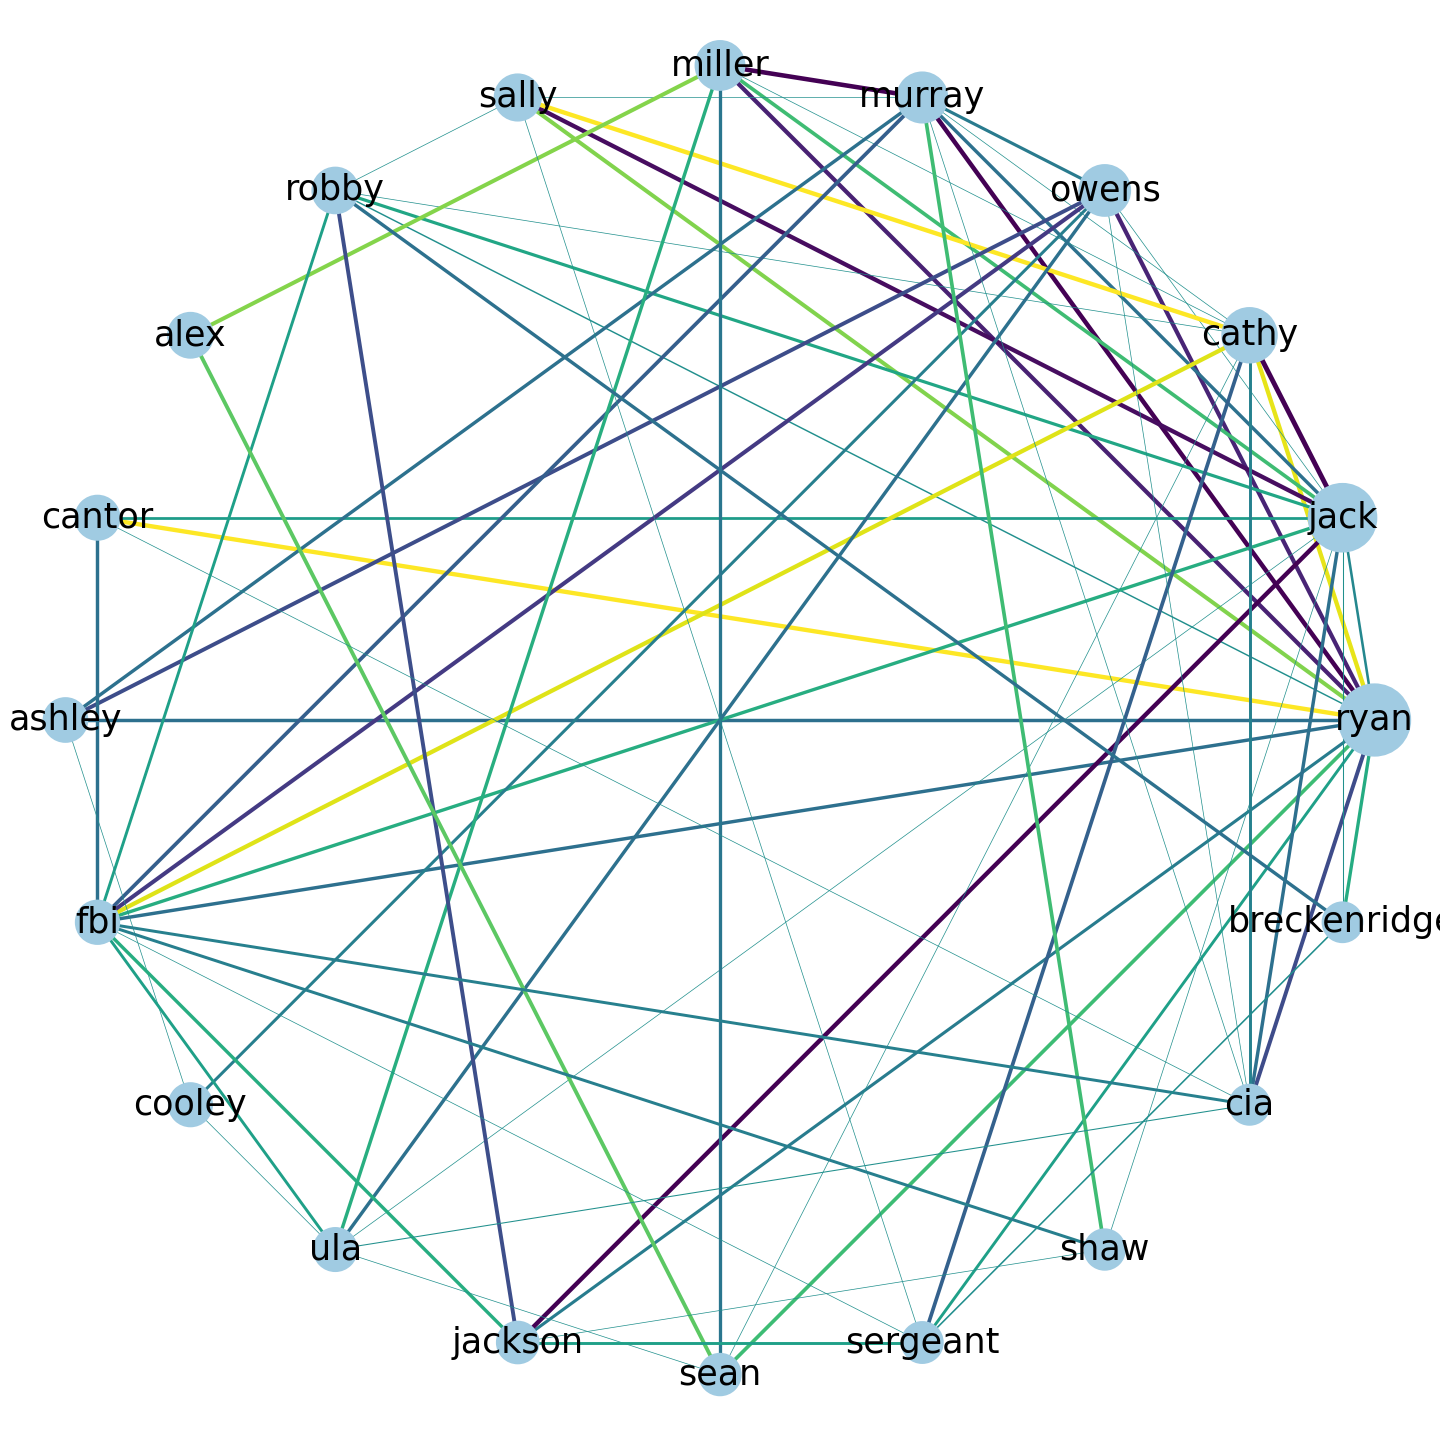 miller
sally
murray
robby
owens
alex
cathy
cantor
jack
ashley
ryan
fbi
breckenridge
cooley
cia
ula
shaw
jackson
sergeant
sean